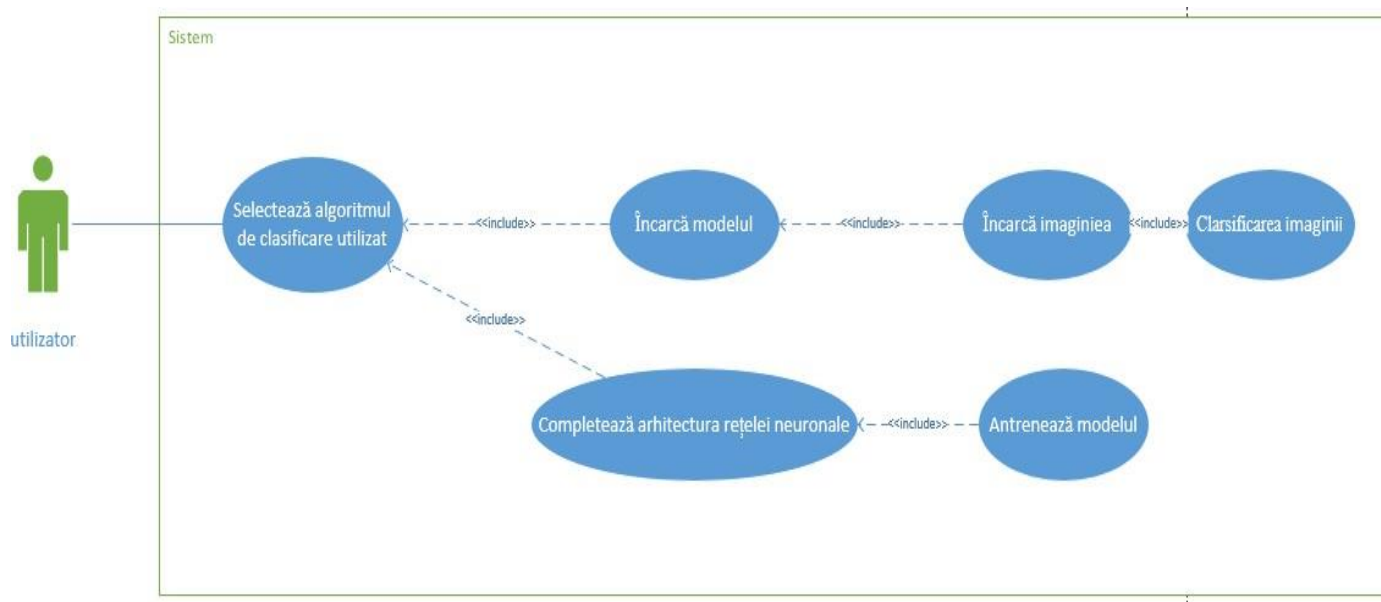 Sistem
Selectează algoritmul
de clasificare utilizat
<<include>>
Încarcă modelul
<<include>>
Încarcă imaginiea
<<include>>
Clarsificarea imaginii
utilizator
<<include>>
Completează arhitectura rețelei neuronale
<<include>>
Antrenează modelul